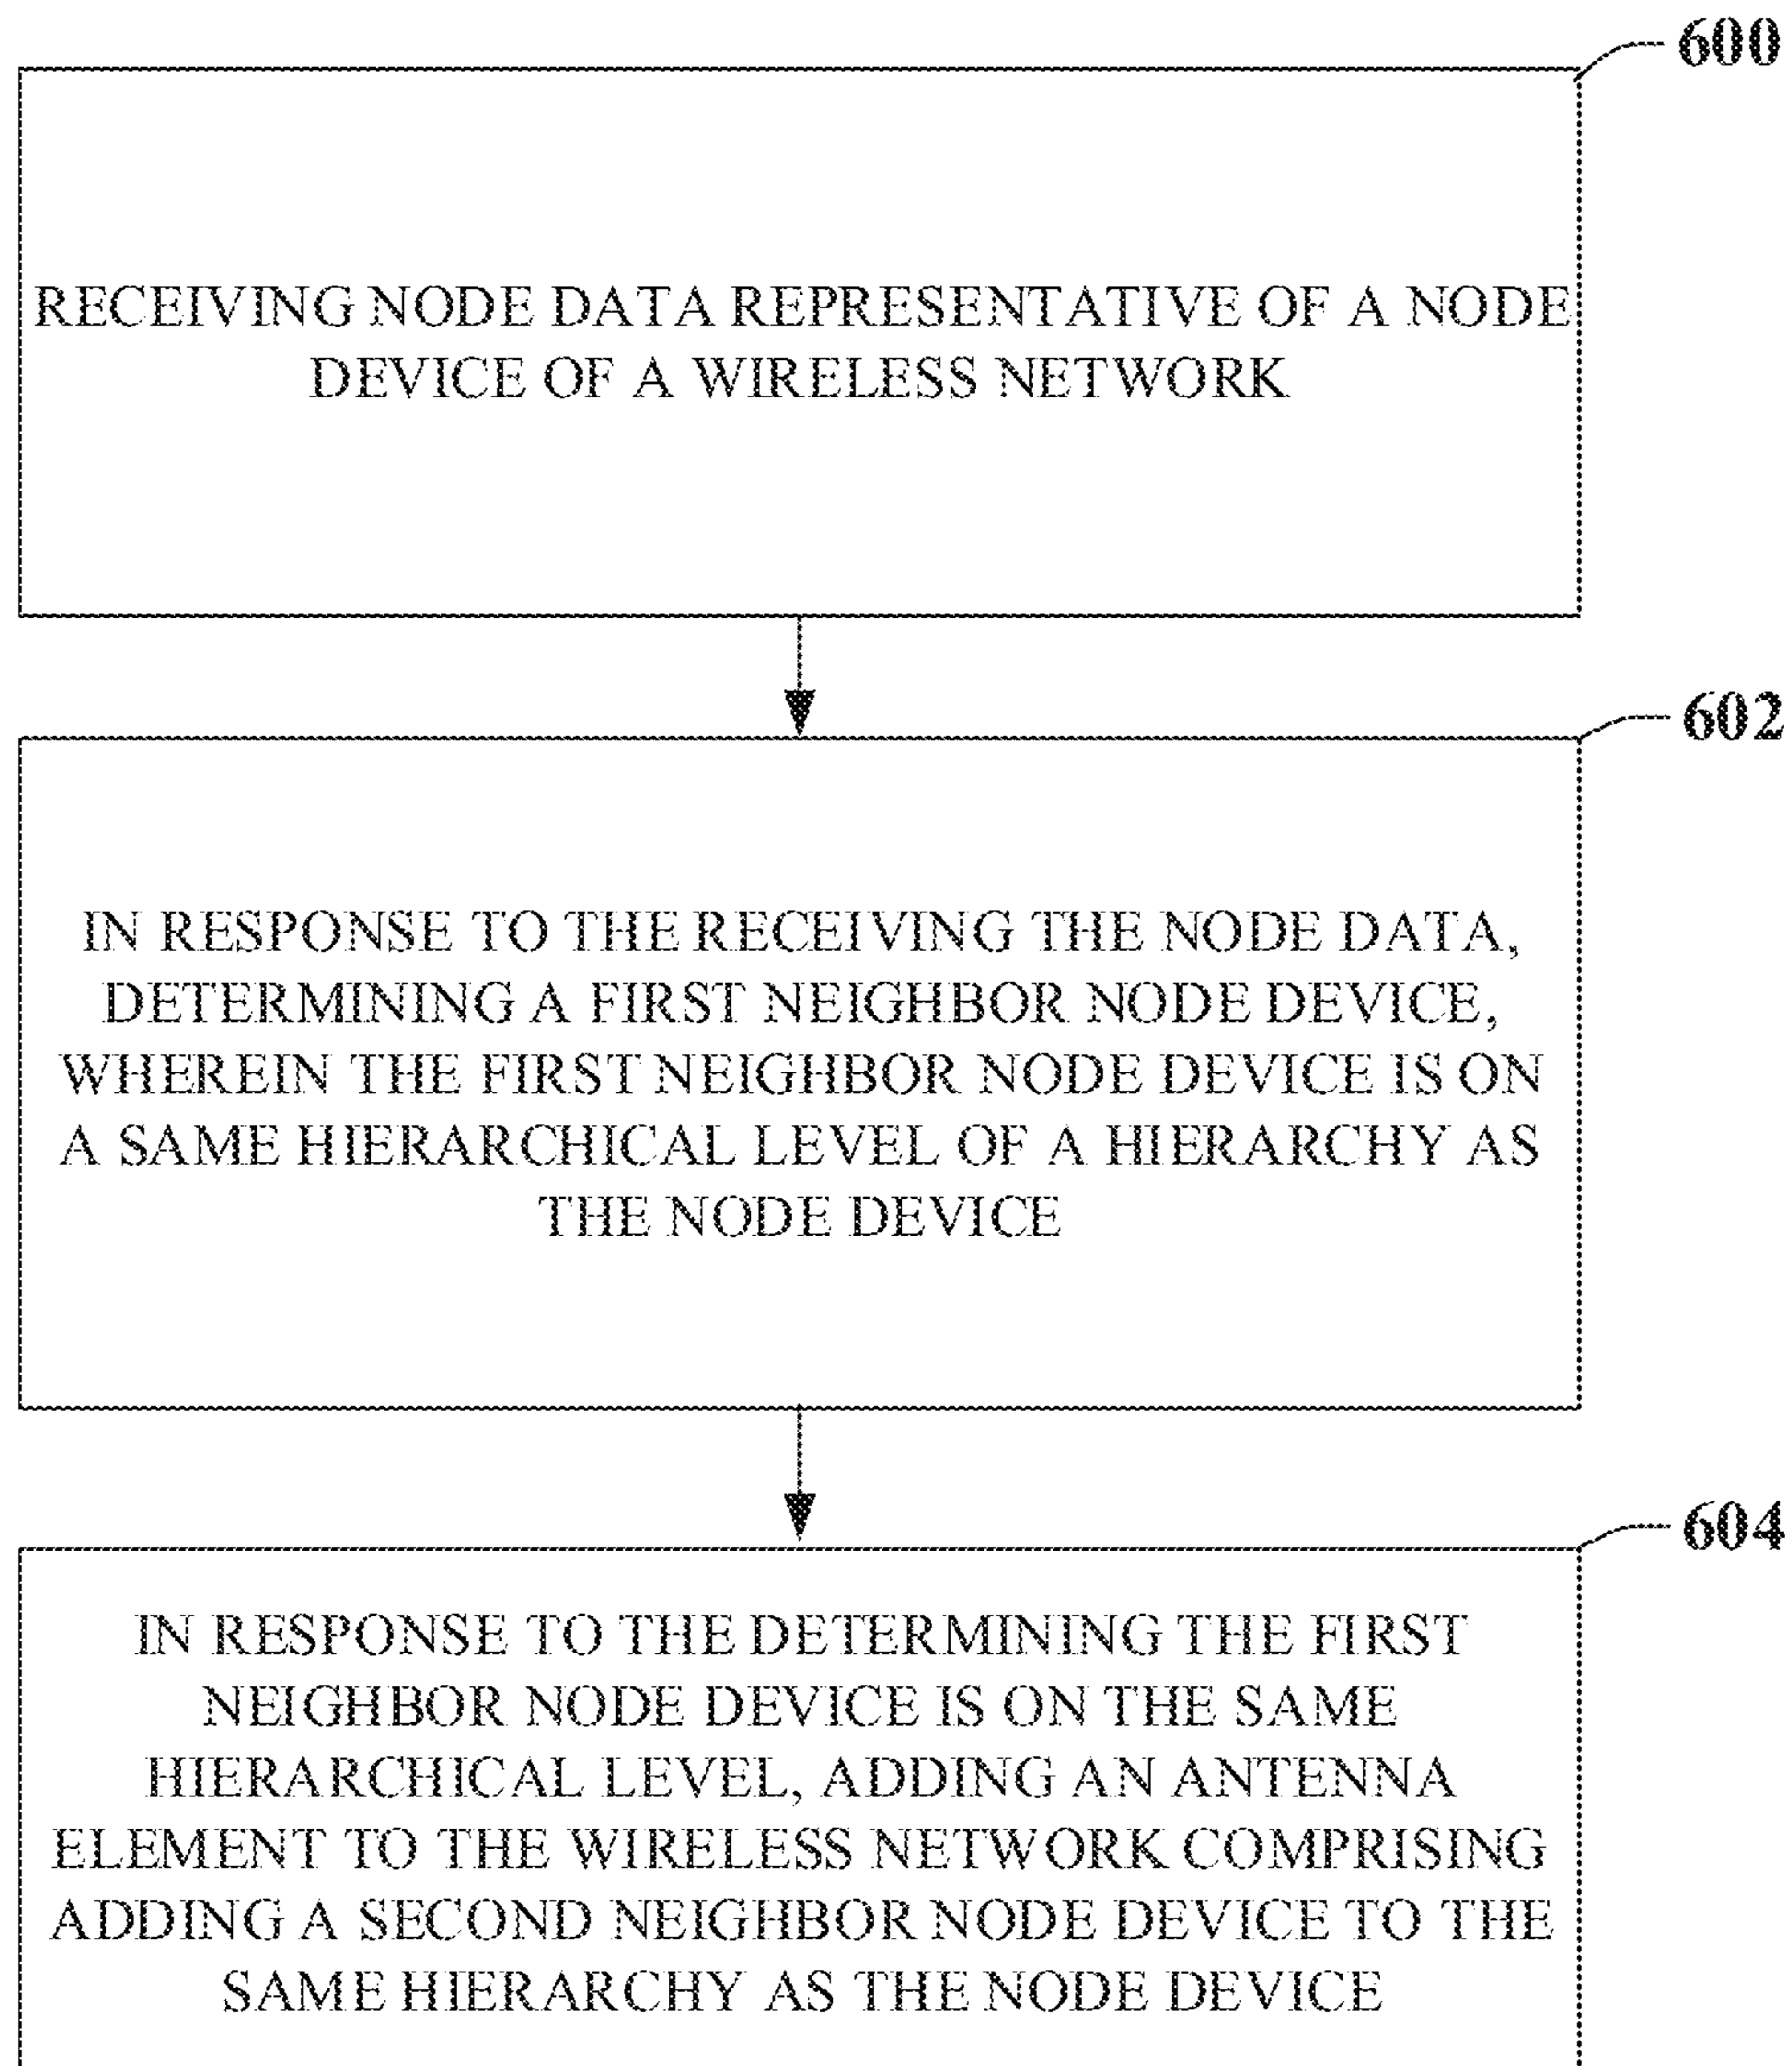 600
RECEIVING NODE DATA REPRESENTATIVE OF A NODE
DEVICE OF A WIRELESS NETWORK
602
IN RESPONSE TO THE RECEIVING THE NODE DATA,
DETERMINING A FIRST NEIGHBOR NODE DEVICE,
WHEREIN THE FIRST NEIGHBOR NODE DEVICE IS ON
A SAME HIERARCHICAL LEVEL OF A HIERARCHY AS
THE NODE DEVICE
604
IN RESPONSE TO THE DETERMINING THE FIRST
NEIGHBOR NODE DEVICE IS ON THE SAME
HIERARCHICAL LEVEL, ADDING AN ANTENNA
ELEMENT TO THE WIRELESS NETWORK COMPRISING
ADDING A SECOND NEIGHBOR NODE DEVICE TO THE
SAME HIERARCHY AS THE NODE DEVICE